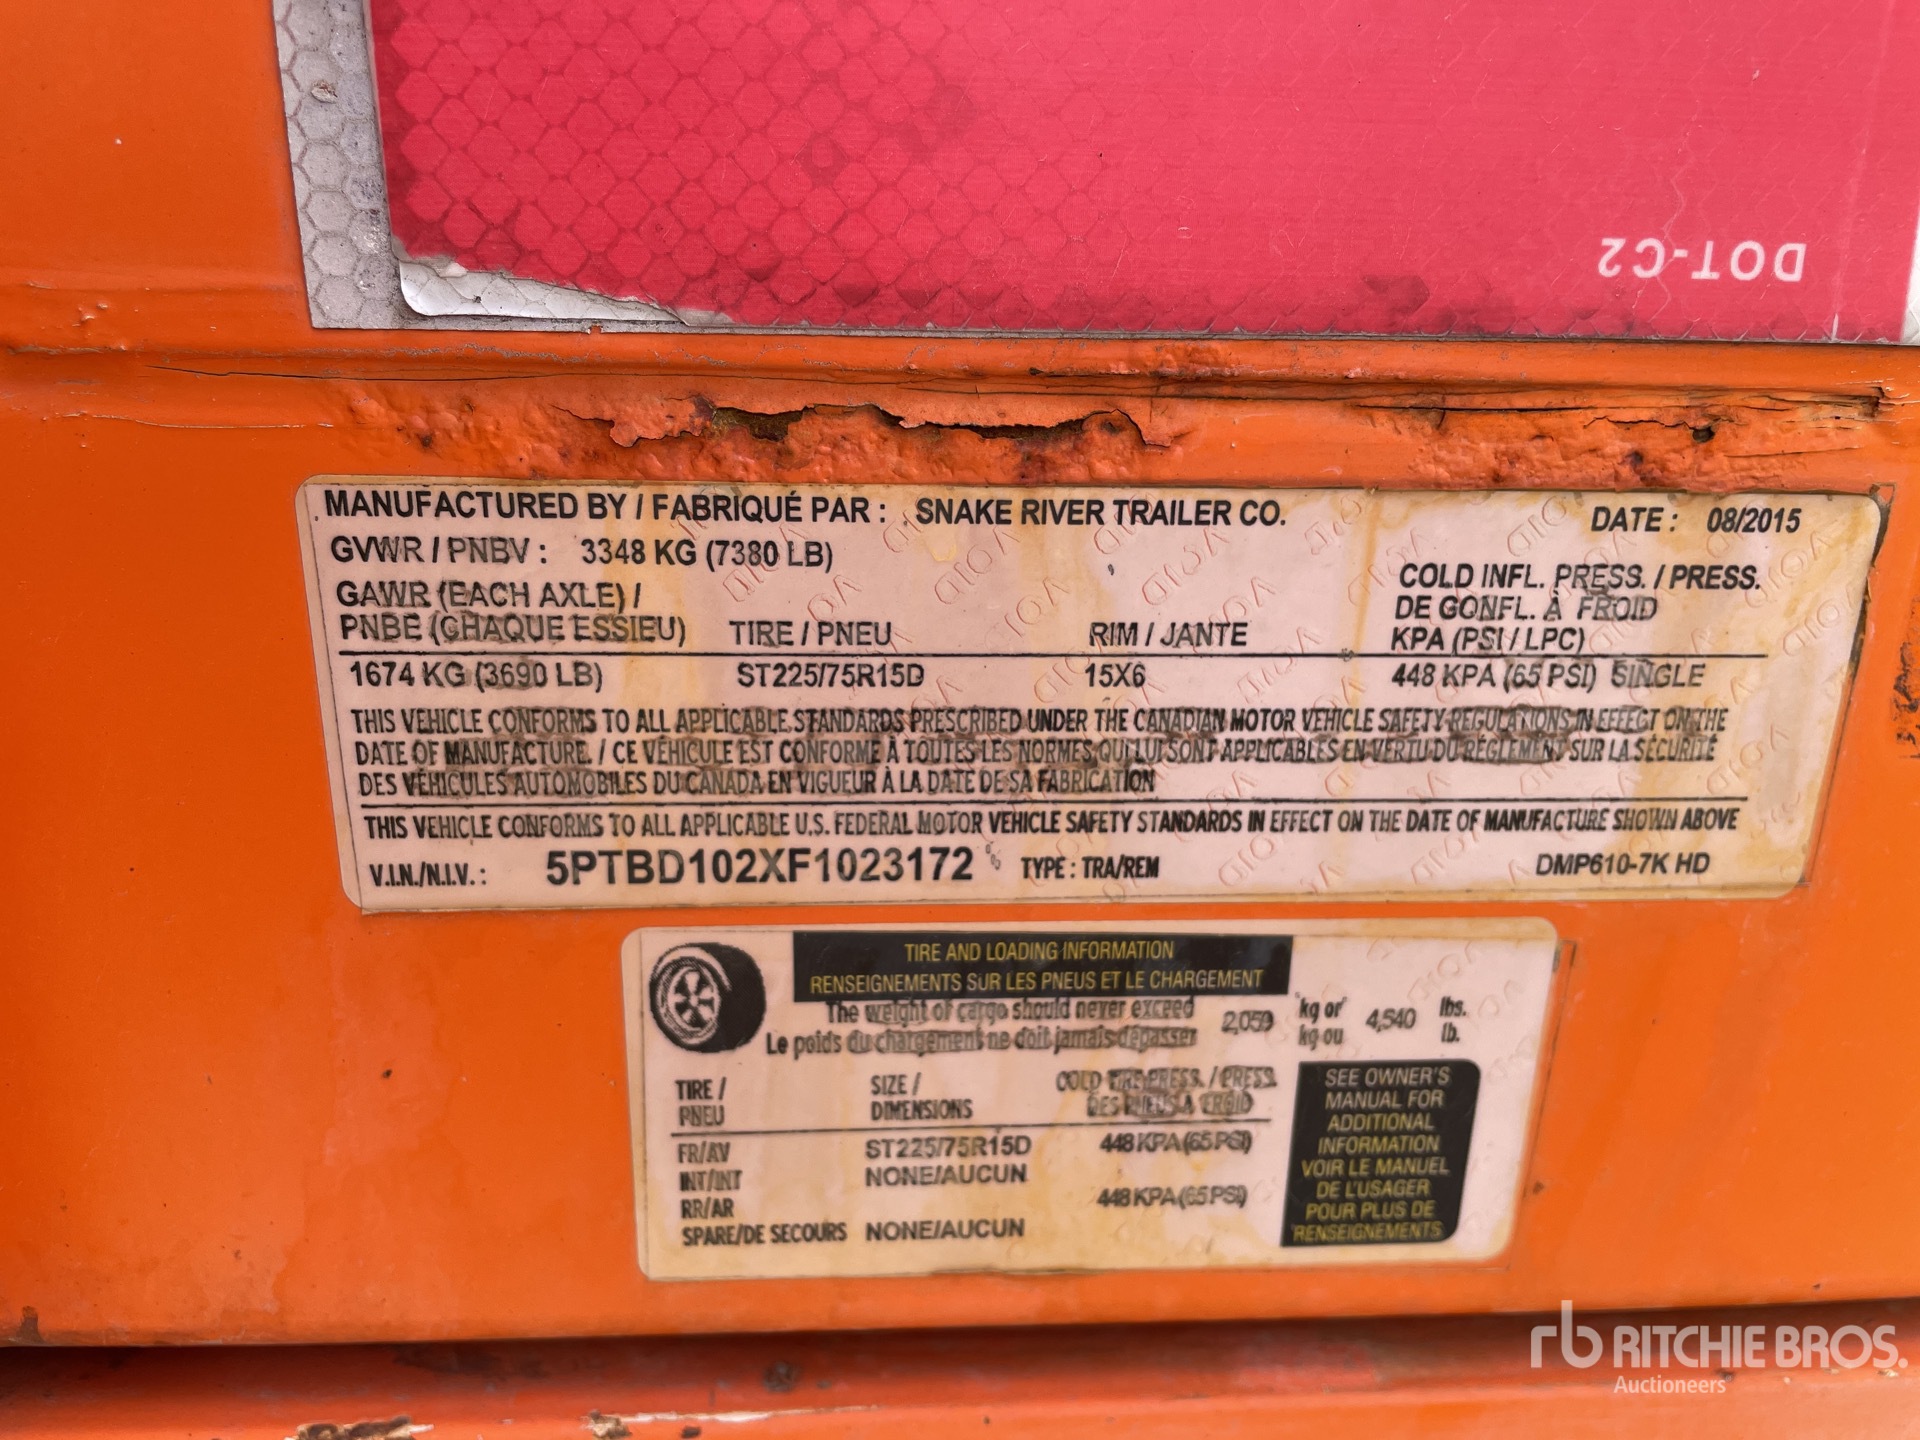 DOT-C2
MANUFACTURED BY / FABRIQUÉ PAR : SNAKE RIVER TRAILER CO. DATE : 08/2015
GVWR / PNBV : 3348 KG (7380 LB)
GAWR (EACH AXLE) /
PNBE (CHAQUE ESSIEU) TIRE / PNEU RIM / JANTE
COLD INFL. PRESS. / PRESS.
DE GONFL. À FROID
KPA (PSI / LPC)
1674 KG (3690 LB) ST225/75R15D 15X6 448 KPA (65 PSI) SINGLE
THIS VEHICLE CONFORMS TO ALL APPLICABLE STANDARDS PRESCRIBED UNDER THE CANADIAN MOTOR VEHICLE SAFETY REGULATIONS IN EFFECT ON THE
DATE OF MANUFACTURE. / CE VÉHICULE EST CONFORME À TOUTES LES NORMES QUI LUI SONT APPLICABLES EN VERTU DU RÉGLEMENT SUR LA SÉCURITÉ
DES VÉHICULES AUTOMOBILES DU CANADA EN VIGUEUR À LA DATE DE SA FABRICATION
THIS VEHICLE CONFORMS TO ALL APPLICABLE U.S. FEDERAL MOTOR VEHICLE SAFETY STANDARDS IN EFFECT ON THE DATE OF MANUFACTURE SHOWN ABOVE
V.I.N./N.I.V. : 5PTBD102XF1023172 TYPE : TRA/REM DMP610-7K HD
TIRE AND LOADING INFORMATION
RENSEIGNEMENTS SUR LES PNEUS ET LE CHARGEMENT
The weight of cargo should never exceed 2,059 kg or 4,540 lbs.
Le poids du chargement ne doit jamais dépasser kg ou lb.
TIRE / SIZE / COLD TIRE PRESS. / PRESS.
PNEU DIMENSIONS DES PNEUS À FROID
FR/AV ST225/75R15D 448 KPA (65 PSI)
INT/INT NONE/AUCUN
RR/AR 448 KPA (65 PSI)
SPARE/DE SECOURS NONE/AUCUN
SEE OWNER'S
MANUAL FOR
ADDITIONAL
INFORMATION
VOIR LE MANUEL
DE L'USAGER
POUR PLUS DE
RENSEIGNEMENTS
rb RITCHIE BROS.
Auctioneers